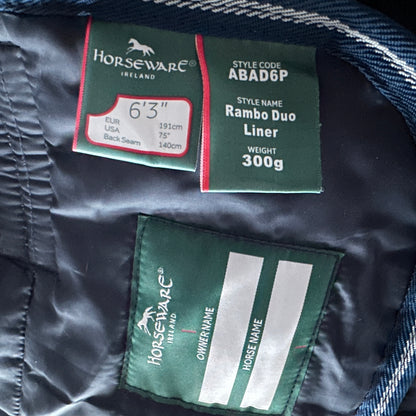 HORSEWARE®
IRELAND
6'3"
EUR 191cm
USA 75"
Back Seam 140cm
STYLE CODE
ABAD6P
STYLE NAME
Rambo Duo
Liner
WEIGHT
300g
HORSEWARE®
IRELAND
OWNER NAME
HORSE NAME